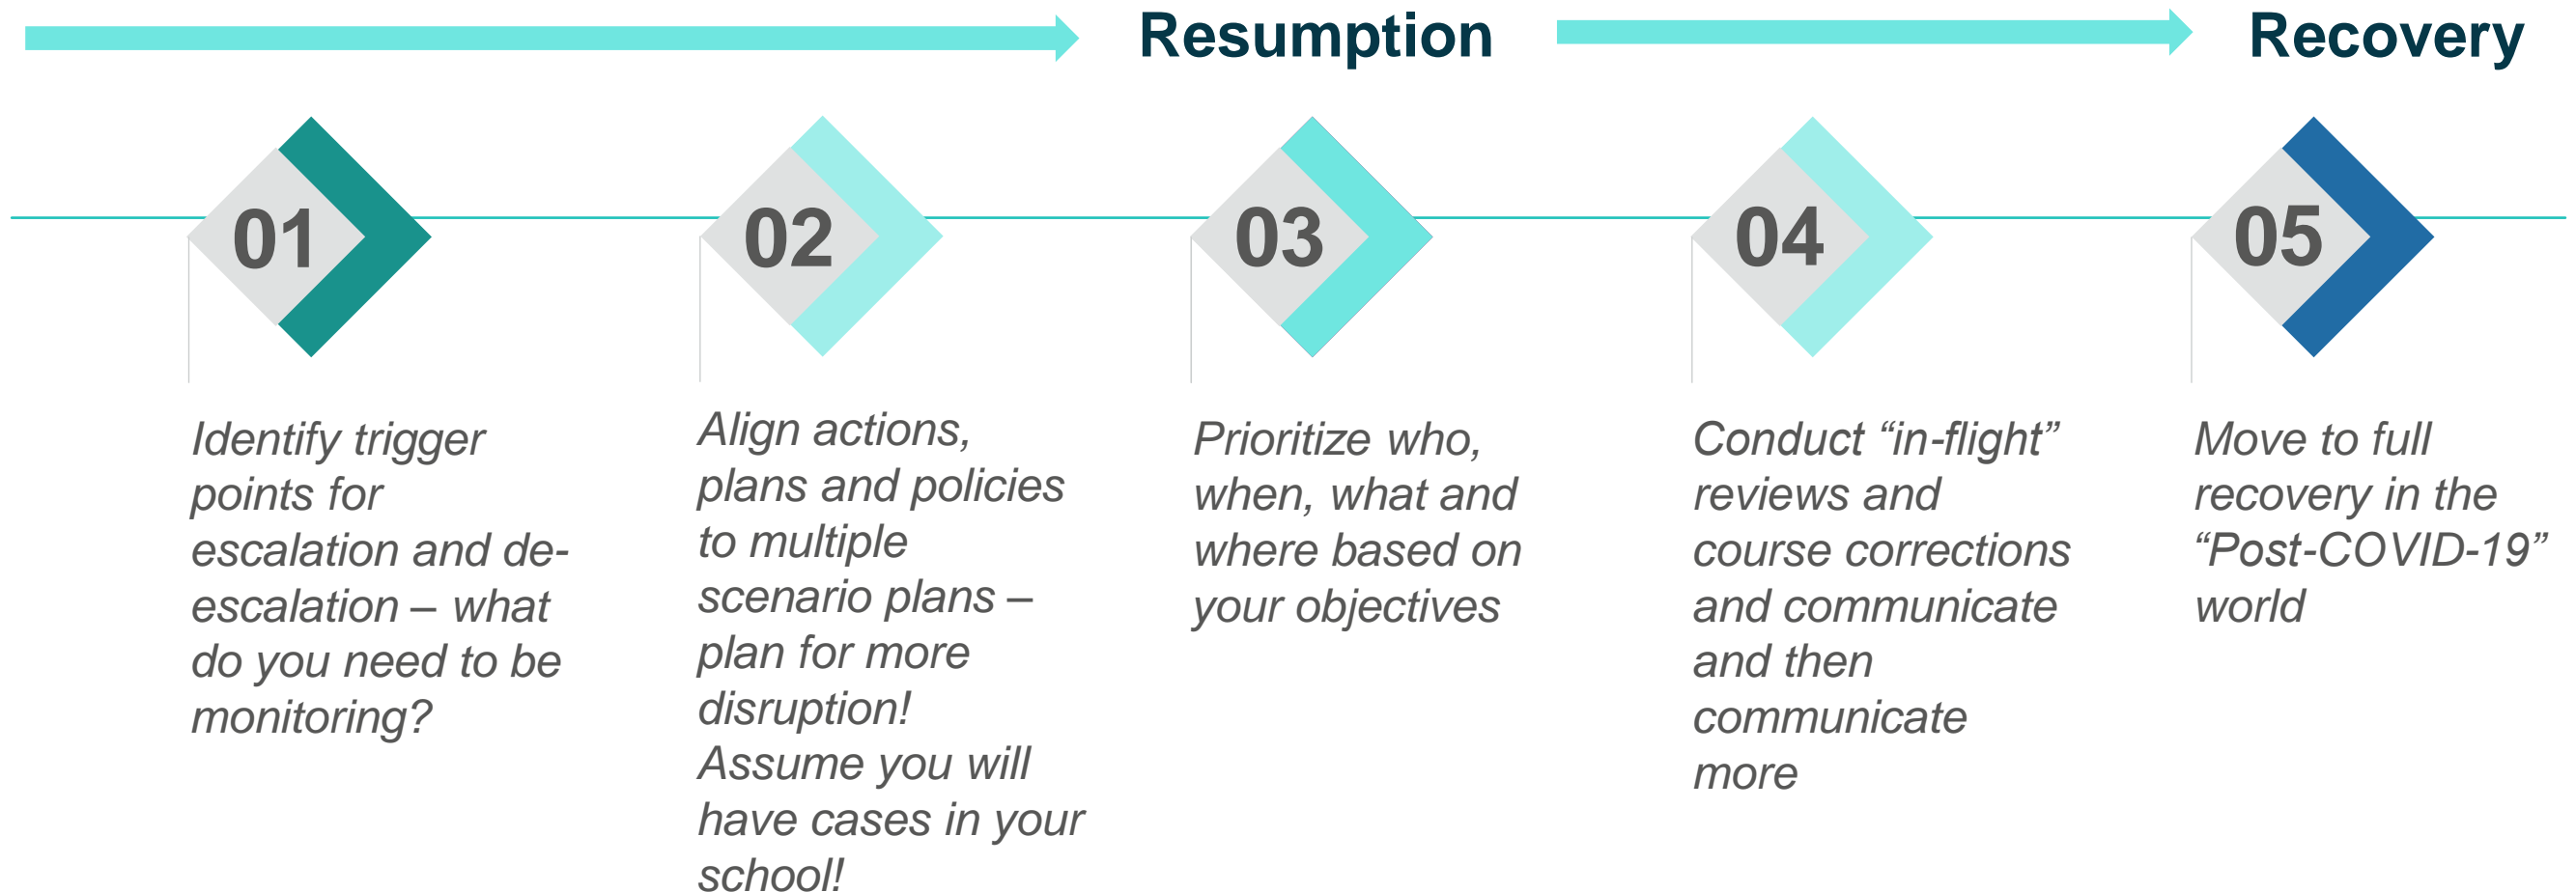 Resumption
Recovery
01
Identify trigger
points for
escalation and de-
escalation – what
do you need to be
monitoring?
02
Align actions,
plans and policies
to multiple
scenario plans –
plan for more
disruption!
Assume you will
have cases in your
school!
03
Prioritize who,
when, what and
where based on
your objectives
04
Conduct “in-flight”
reviews and
course corrections
and communicate
and then
communicate
more
05
Move to full
recovery in the
“Post-COVID-19”
world